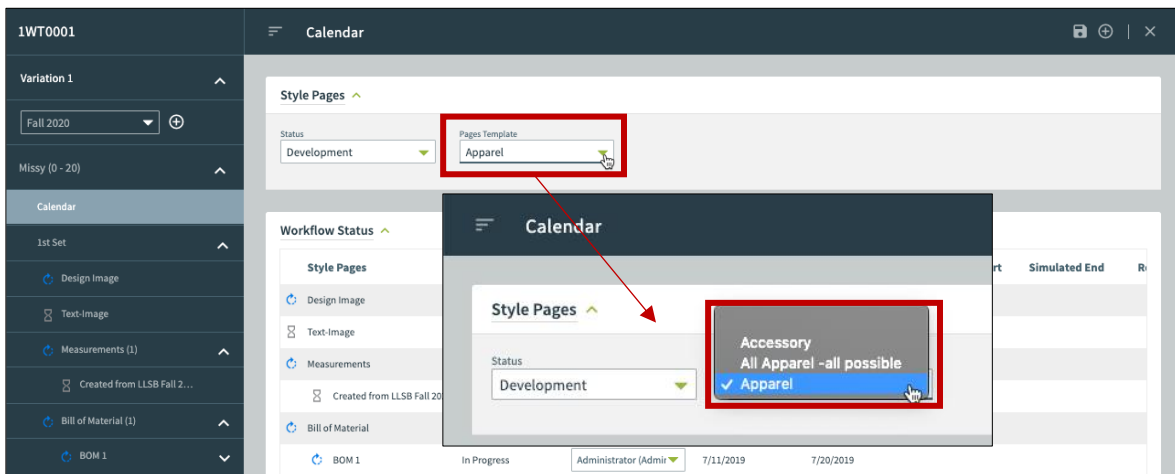 1WT0001
Calendar
Variation 1
Fall 2020
Missy (0 - 20)
Calendar
1st Set
Design Image
Text-Image
Measurements (1)
Created from LLSB Fall 2...
Bill of Material (1)
BOM 1
Style Pages
Status
Development
Pages Template
Apparel
Workflow Status
Style Pages
Simulated End
Design Image
Text-Image
Measurements
Created from LLSB Fall 20
Bill of Material
BOM 1 In Progress Administrator (Admir 7/11/2019 7/20/2019
Calendar
Style Pages
Status
Development
Accessory
All Apparel -all possible
✓ Apparel